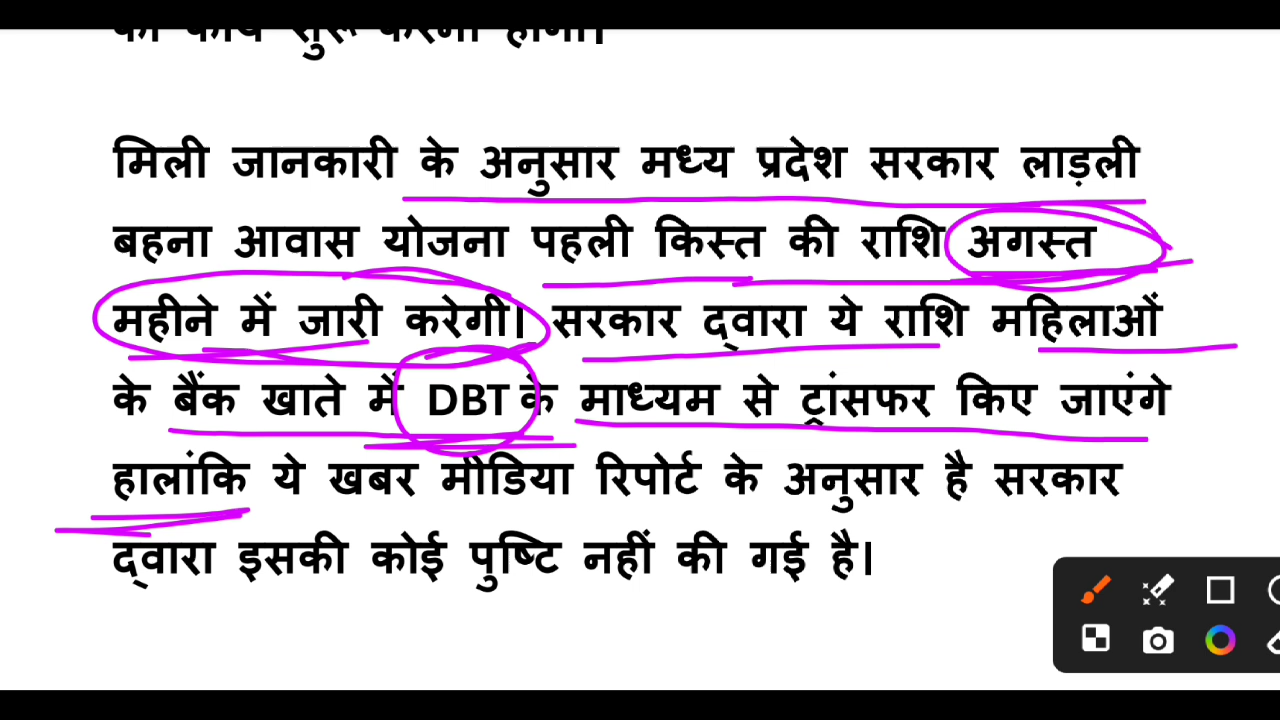 को कार्य शुरू करना होगा।
मिली जानकारी के अनुसार मध्य प्रदेश सरकार लाड़ली
बहना आवास योजना पहली किस्त की राशि अगस्त
महीने में जारी करेगी। सरकार द्वारा ये राशि महिलाओं
के बैंक खाते में DBT के माध्यम से ट्रांसफर किए जाएंगे
हालांकि ये खबर मीडिया रिपोर्ट के अनुसार है सरकार
द्वारा इसकी कोई पुष्टि नहीं की गई है।